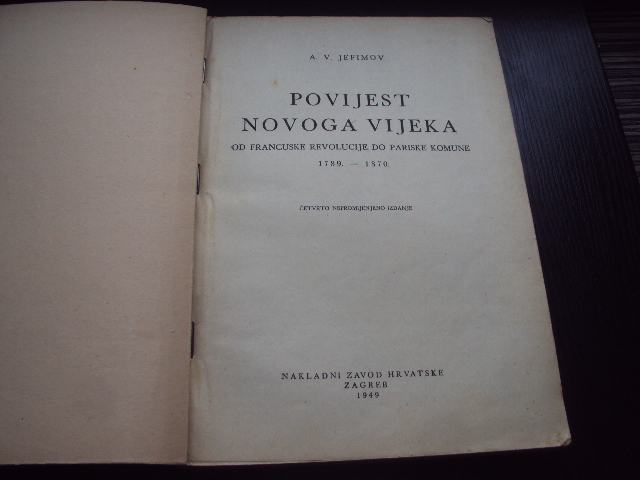 A. V. JEFIMOV
POVIJEST
NOVOGA VIJEKA
OD FRANCUSKE REVOLUCIJE DO PARISKE KOMUNE
1789. — 1870.
ČETVRTO NEPROMIJENJENO IZDANJE
NAKLADNI ZAVOD HRVATSKE
ZAGREB
1949